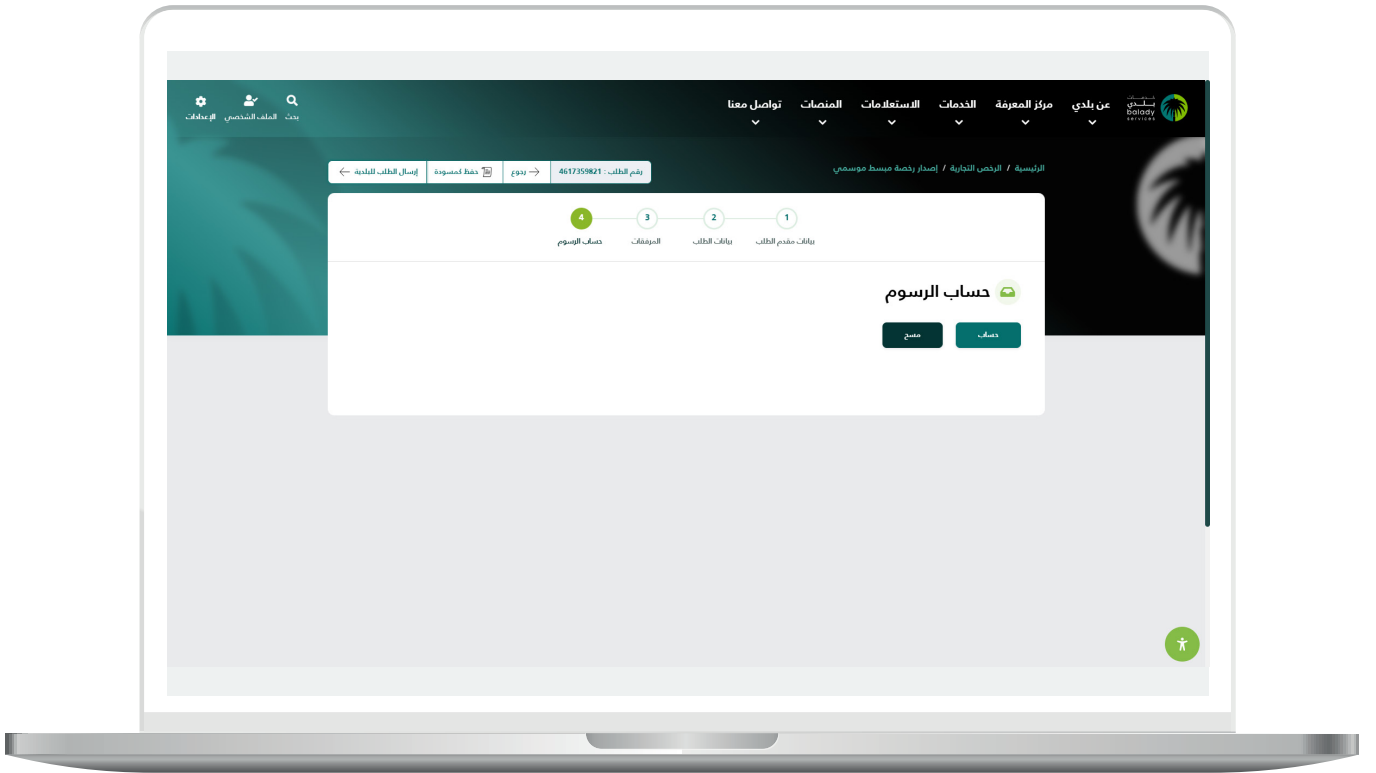 خدمات
بلدي
balady
services
عن بلدي
مركز المعرفة
الخدمات
الاستعلامات
المنصات
تواصل معنا
بحث
الملف الشخصي
الإعدادات
الرئيسية / الرخص التجارية / إصدار رخصة مبسط موسمي
رقم الطلب : 4617359821
رجوع
حفظ كمسودة
إرسال الطلب للبلدية
1
بيانات مقدم الطلب
2
بيانات الطلب
3
المرفقات
4
حساب الرسوم
حساب الرسوم
حساب
مسح